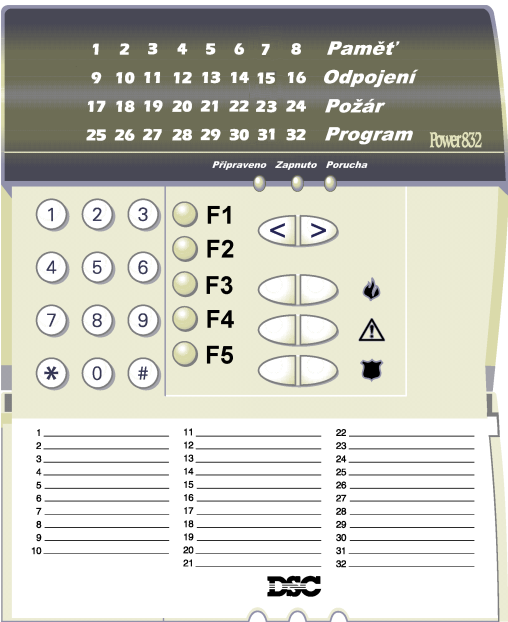 1 2 3 4 5 6 7 8 Paměť
9 10 11 12 13 14 15 16 Odpojení
17 18 19 20 21 22 23 24 Požár
25 26 27 28 29 30 31 32 Program
Power832
Připraveno Zapnuto Porucha
1 2 3 F1 < >
F2
4 5 6 F3
7 8 9 F4
F5
* 0 #
1 11 22
2 12 23
3 13 24
4 14 25
5 15 26
6 16 27
7 17 28
8 18 29
9 19 30
10 20 31
21 32
DSC